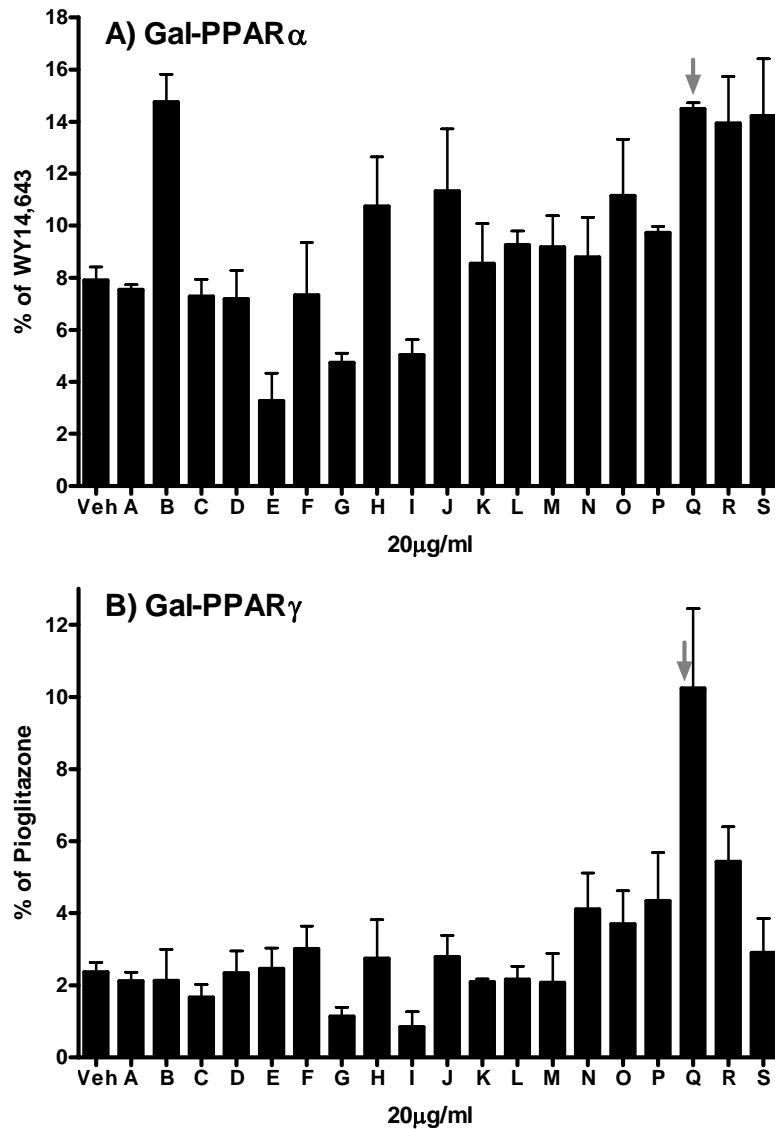 A) Gal-PPARα
% of WY14,643
18
16
14
12
10
8
6
4
2
0
Veh A B C D E F G H I J K L M N O P Q R S
20μg/ml
B) Gal-PPARγ
% of Pioglitazone
12
10
8
6
4
2
0
Veh A B C D E F G H I J K L M N O P Q R S
20μg/ml